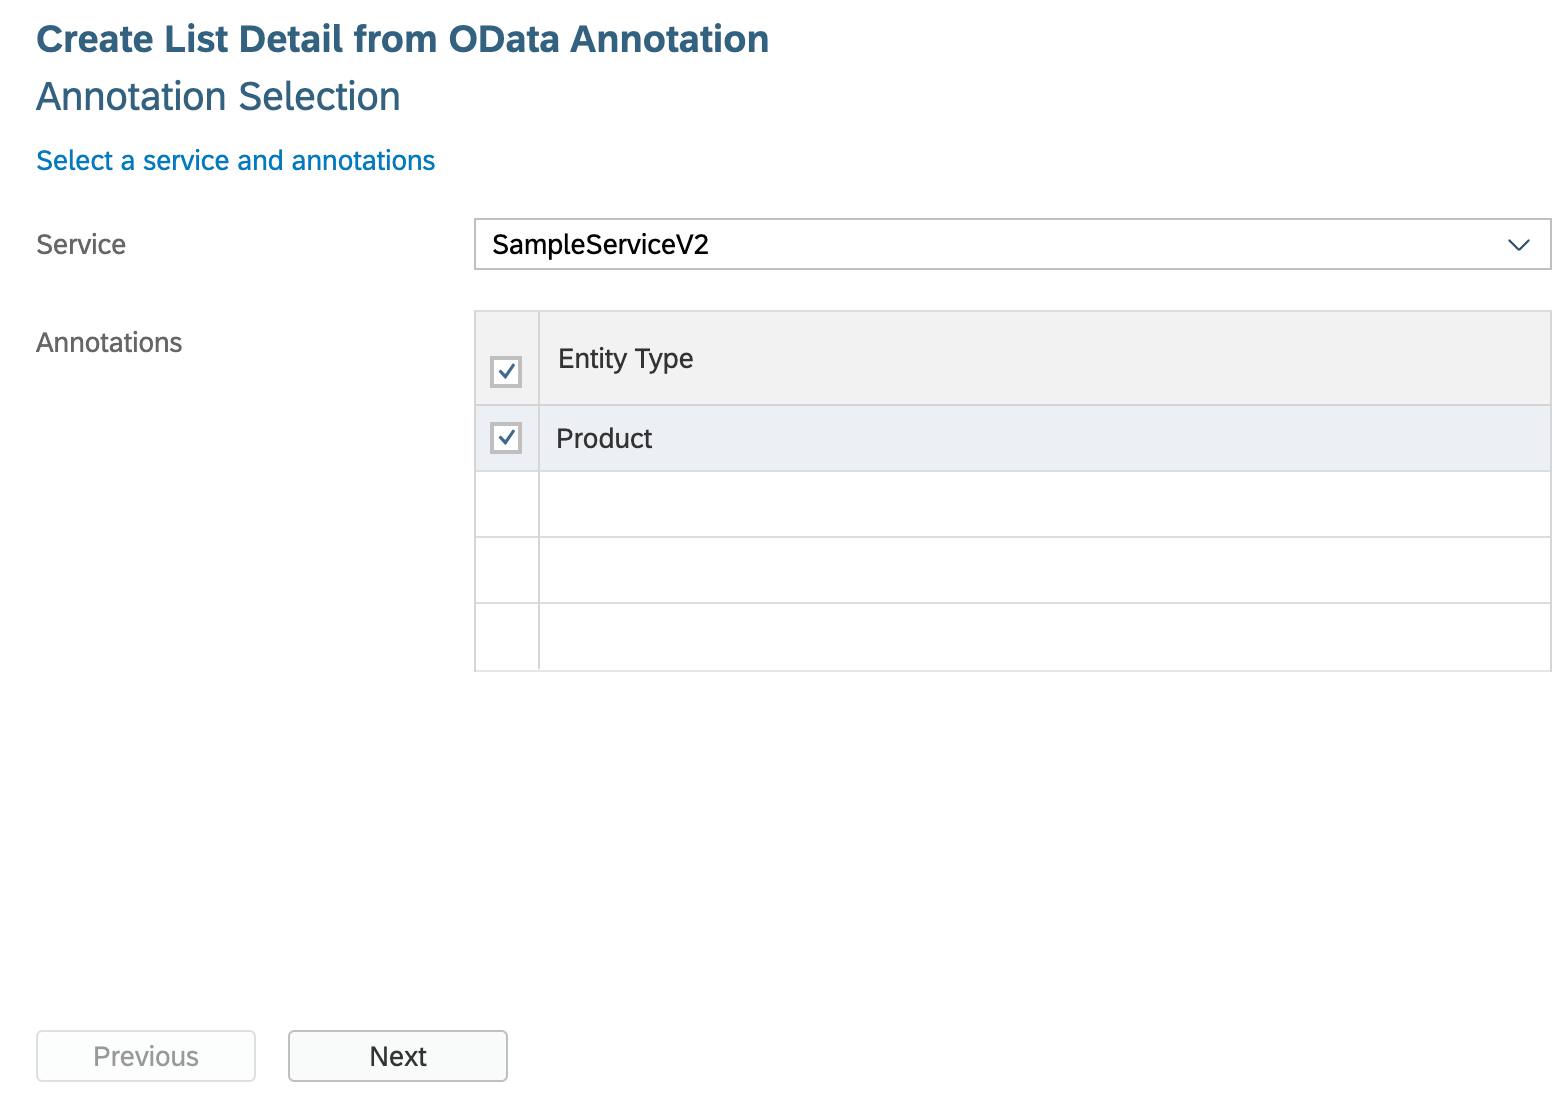 Create List Detail from OData Annotation
Annotation Selection
Select a service and annotations
Service
SampleServiceV2
Annotations
Entity Type
Product
Previous
Next